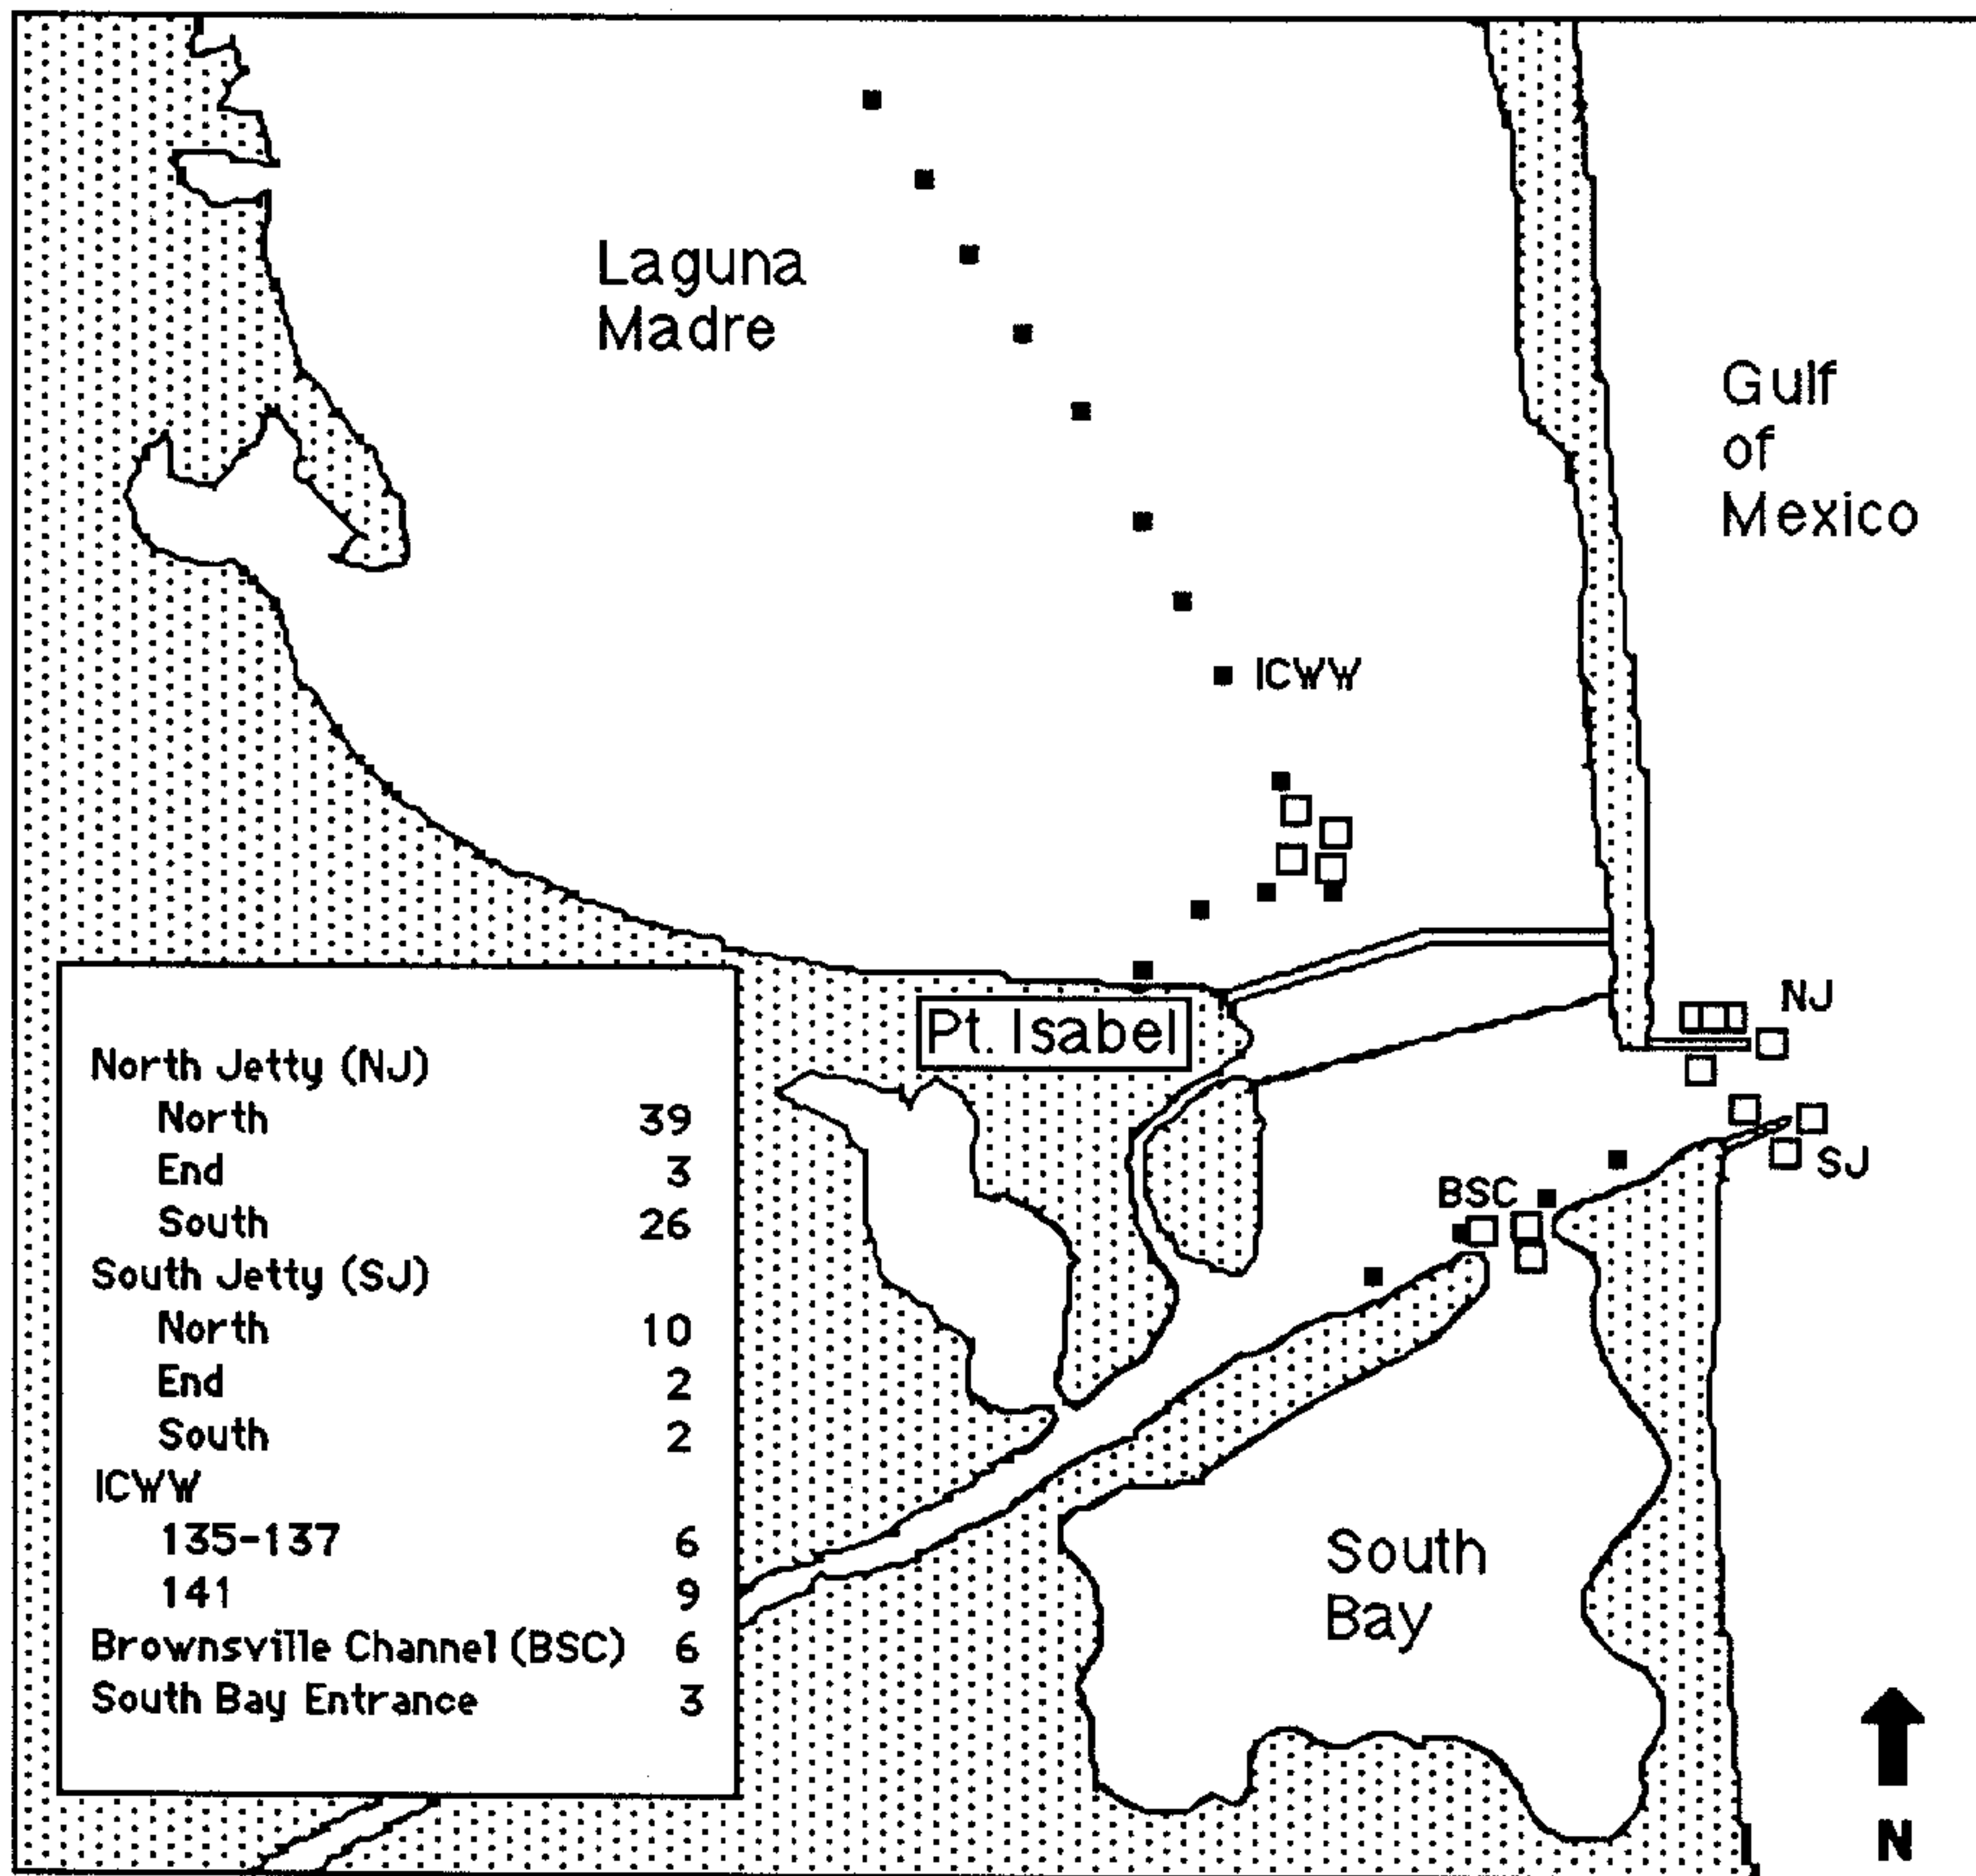 Laguna
Madre
Gulf
of
Mexico
ICWW
Pt. Isabel
NJ
SJ
BSC
North Jetty (NJ)
North 39
End 3
South 26
South Jetty (SJ)
North 10
End 2
South 2
ICWW
135-137 6
141 9
Brownsville Channel (BSC) 6
South Bay Entrance 3
South
Bay
N